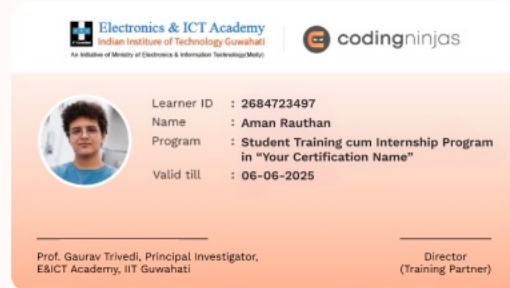 Electronics & ICT Academy
Indian Institute of Technology Guwahati
An Initiative of Ministry of Electronics & Information Technology(Meity)
codingninjas
Learner ID : 2684723497
Name : Aman Rauthan
Program : Student Training cum Internship Program
in “Your Certification Name”
Valid till : 06-06-2025
Prof. Gaurav Trivedi, Principal Investigator,
E&ICT Academy, IIT Guwahati
Director
(Training Partner)